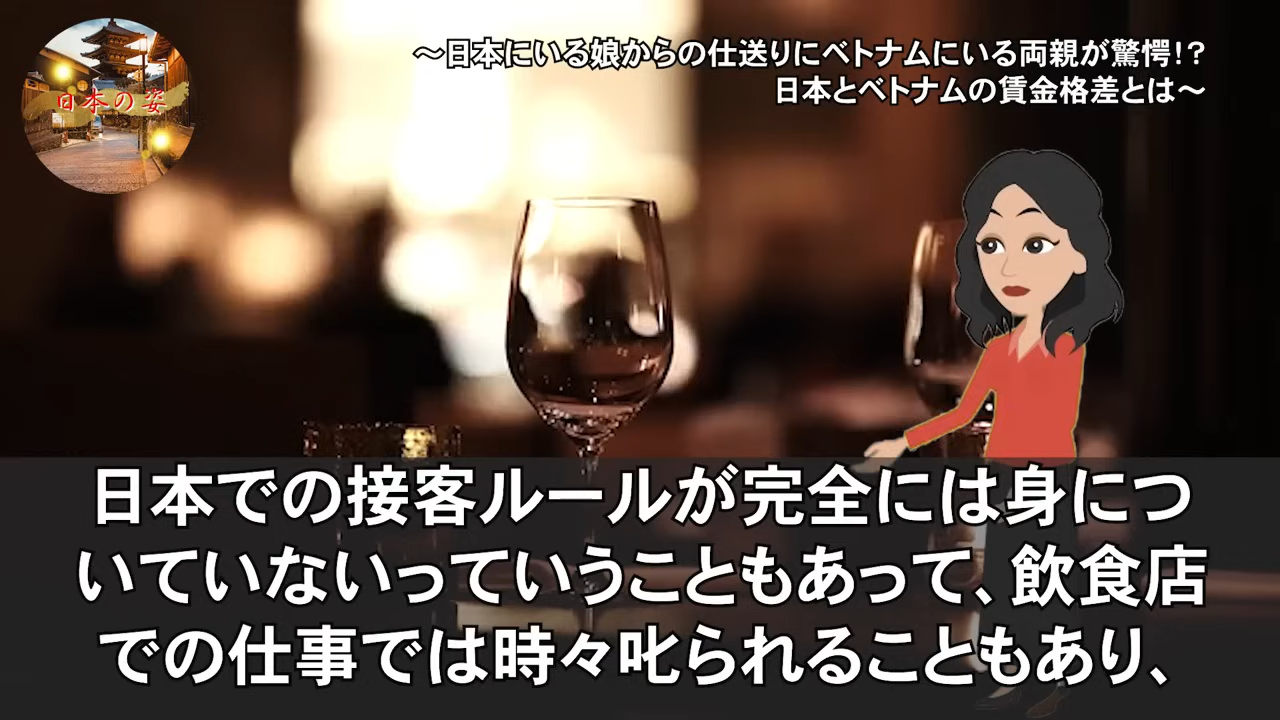 日本の姿
～日本にいる娘からの仕送りにベトナムにいる両親が驚愕!?
日本とベトナムの賃金格差とは～
日本での接客ルールが完全には身につ
いていないっていうこともあって、飲食店
での仕事では時々叱られることもあり、